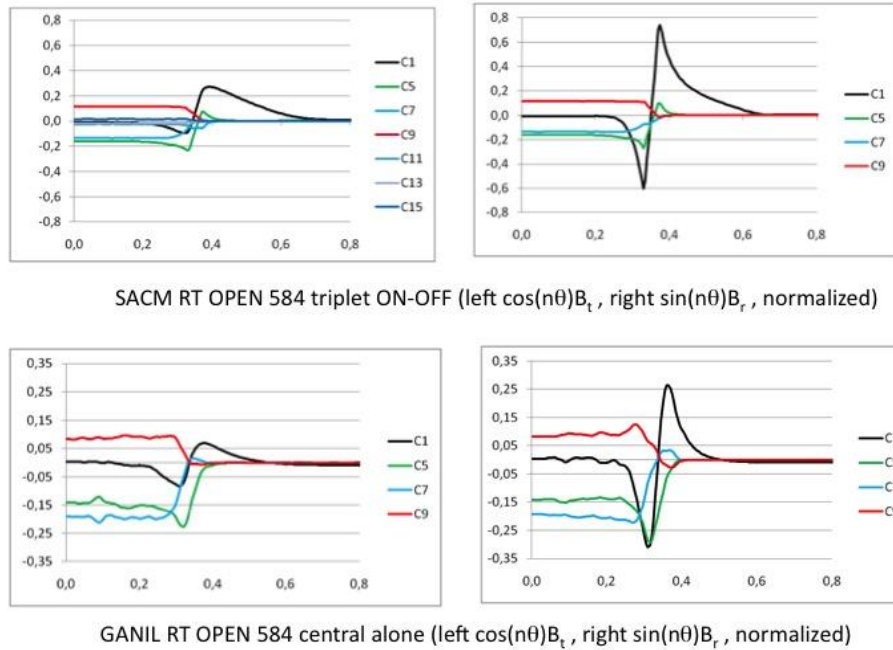 0,8
0,6
0,4
0,2
0,0
-0,2
-0,4
-0,6
-0,8
0,0 0,2 0,4 0,6 0,8
C1
C5
C7
C9
C11
C13
C15
0,8
0,6
0,4
0,2
0,0
-0,2
-0,4
-0,6
-0,8
0,0 0,2 0,4 0,6 0,8
C1
C5
C7
C9
SACM RT OPEN 584 triplet ON-OFF (left cos(nθ)Bt , right sin(nθ)Br , normalized)
0,35
0,25
0,15
0,05
-0,05
-0,15
-0,25
-0,35
0,0 0,2 0,4 0,6 0,8
C1
C5
C7
C9
0,35
0,25
0,15
0,05
-0,05
-0,15
-0,25
-0,35
0,0 0,2 0,4 0,6 0,8
GANIL RT OPEN 584 central alone (left cos(nθ)Bt , right sin(nθ)Br , normalized)